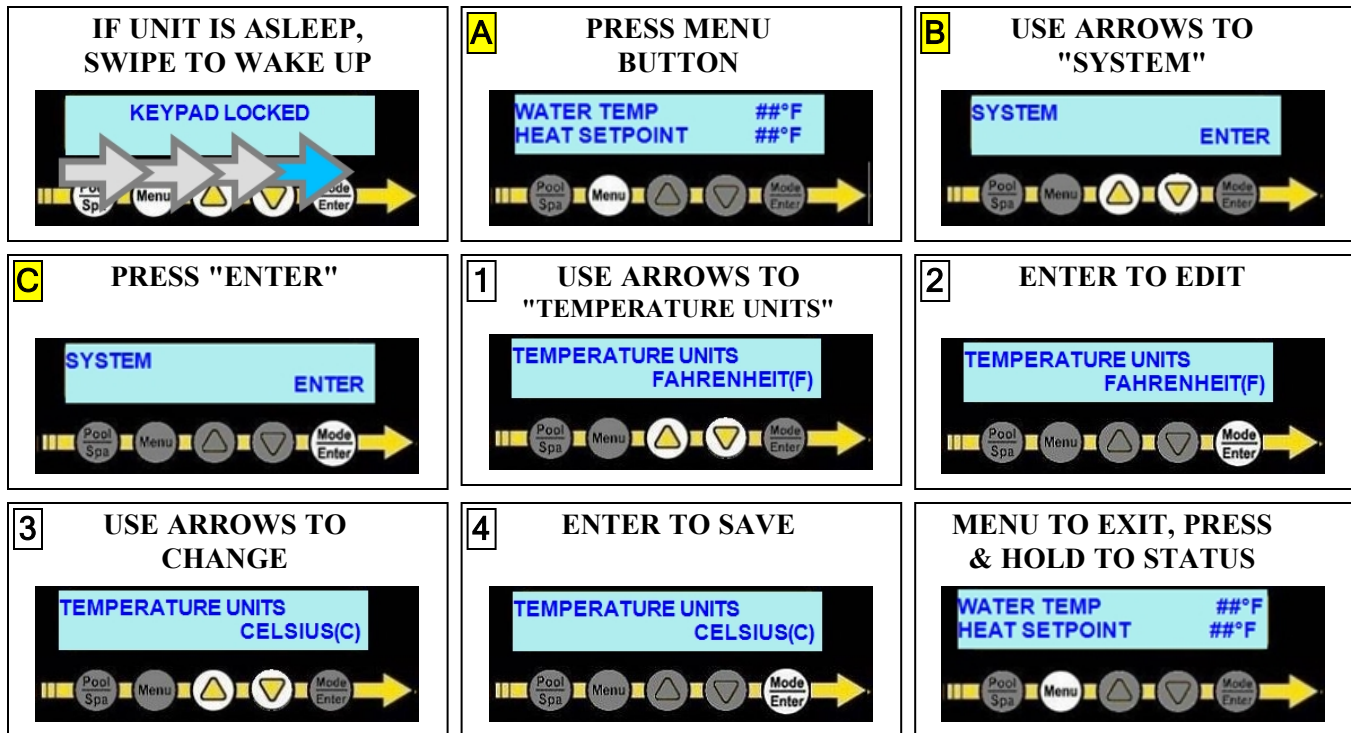 IF UNIT IS ASLEEP,
SWIPE TO WAKE UP
KEYPAD LOCKED
Pool
Spa
Menu
Mode
Enter
A
PRESS MENU
BUTTON
WATER TEMP ##°F
HEAT SETPOINT ##°F
Pool
Spa
Menu
Mode
Enter
B
USE ARROWS TO
"SYSTEM"
SYSTEM
ENTER
Pool
Spa
Menu
Mode
Enter
C
PRESS "ENTER"
SYSTEM
ENTER
Pool
Spa
Menu
Mode
Enter
1
USE ARROWS TO
"TEMPERATURE UNITS"
TEMPERATURE UNITS
FAHRENHEIT(F)
Pool
Spa
Menu
Mode
Enter
2
ENTER TO EDIT
TEMPERATURE UNITS
FAHRENHEIT(F)
Pool
Spa
Menu
Mode
Enter
3
USE ARROWS TO
CHANGE
TEMPERATURE UNITS
CELSIUS(C)
Pool
Spa
Menu
Mode
Enter
4
ENTER TO SAVE
TEMPERATURE UNITS
CELSIUS(C)
Pool
Spa
Menu
Mode
Enter
MENU TO EXIT, PRESS
& HOLD TO STATUS
WATER TEMP ##°F
HEAT SETPOINT ##°F
Pool
Spa
Menu
Mode
Enter